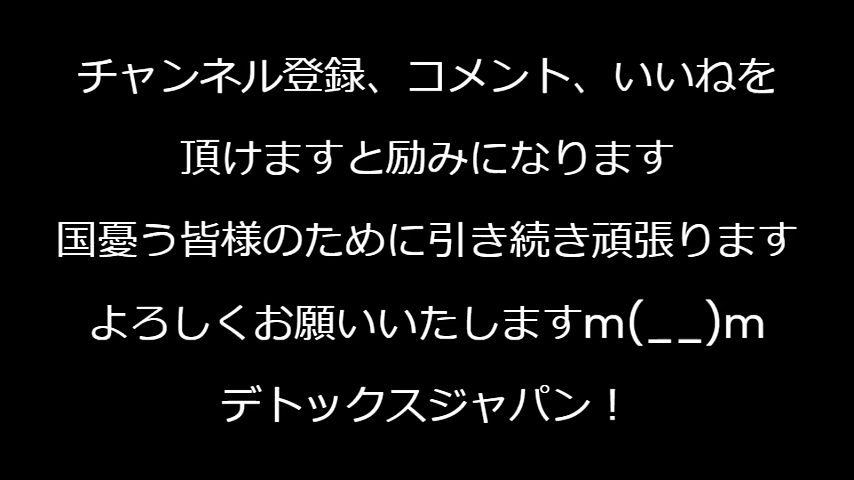 チャンネル登録、コメント、いいねを
頂けますと励みになります
国憂う皆様のために引き続き頑張ります
よろしくお願いいたしますm(__)m
デトックスジャパン！